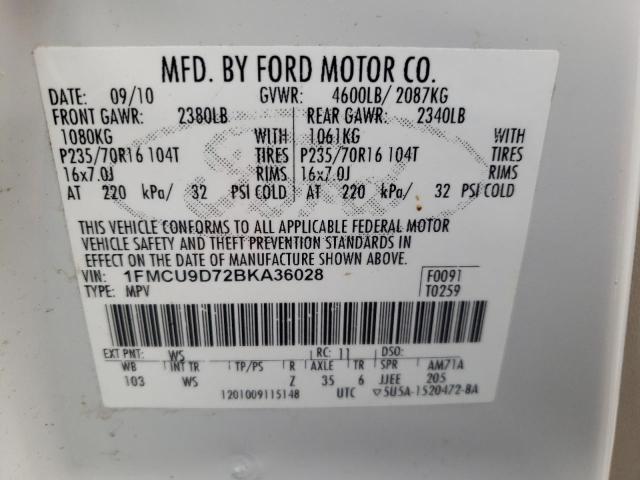 MFD. BY FORD MOTOR CO.
DATE: 09/10 GVWR: 4600LB/ 2087KG
FRONT GAWR: 2380LB REAR GAWR: 2340LB
1080KG WITH 1061KG WITH
P235/70R16 104T TIRES P235/70R16 104T TIRES
16x7.0J RIMS 16x7.0J RIMS
AT 220 kPa/ 32 PSI COLD AT 220 kPa/ 32 PSI COLD
THIS VEHICLE CONFORMS TO ALL APPLICABLE FEDERAL MOTOR
VEHICLE SAFETY AND THEFT PREVENTION STANDARDS IN
EFFECT ON THE DATE OF MANUFACTURE SHOWN ABOVE.
VIN: 1FMCU9D72BKA36028 F0091
TYPE: MPV T0259
EXT PNT: WS RC: 11 DSO:
WB INT TR TP/PS R AXLE TR SPR AM71A
103 WS Z 35 6 JJEE 205
1201009115148 UTC ▽5U5A-1520472-BA